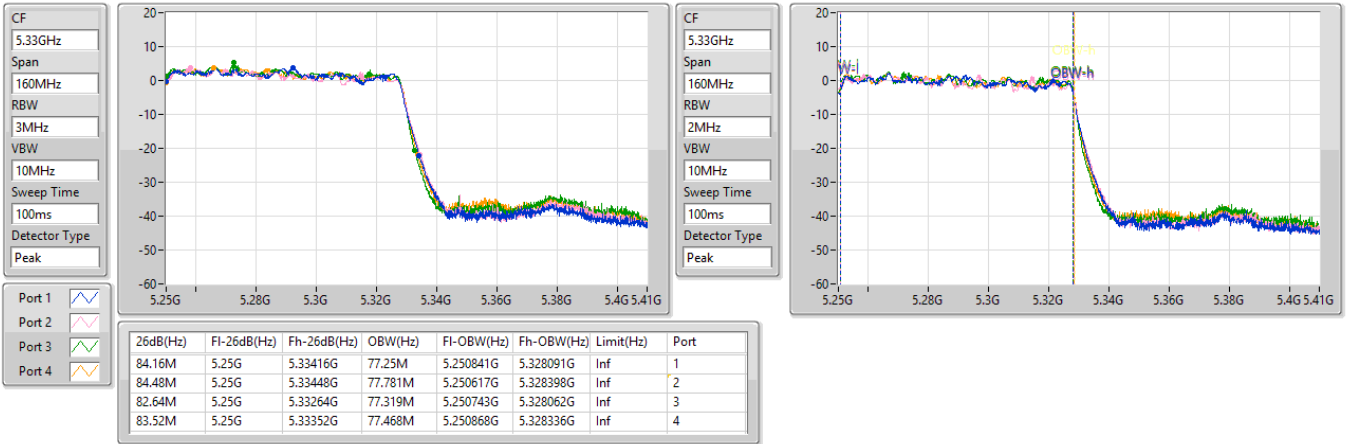 CF
5.33GHz
Span
160MHz
RBW
3MHz
VBW
10MHz
Sweep Time
100ms
Detector Type
Peak
20
10
0
-10
-20
-30
-40
-50
-60
5.25G 5.28G 5.3G 5.32G 5.34G 5.36G 5.38G 5.4G 5.41G
CF
5.33GHz
Span
160MHz
RBW
2MHz
VBW
10MHz
Sweep Time
100ms
Detector Type
Peak
20
10
0
-10
-20
-30
-40
-50
-60
OBW-h
W-l
OBW-h
5.25G 5.28G 5.3G 5.32G 5.34G 5.36G 5.38G 5.4G 5.41G
Port 1
Port 2
Port 3
Port 4
26dB(Hz) Fl-26dB(Hz) Fh-26dB(Hz) OBW(Hz) Fl-OBW(Hz) Fh-OBW(Hz) Limit(Hz) Port
84.16M 5.25G 5.33416G 77.25M 5.250841G 5.328091G Inf 1
84.48M 5.25G 5.33448G 77.781M 5.250617G 5.328398G Inf 2
82.64M 5.25G 5.33264G 77.319M 5.250743G 5.328062G Inf 3
83.52M 5.25G 5.33352G 77.468M 5.250868G 5.328336G Inf 4